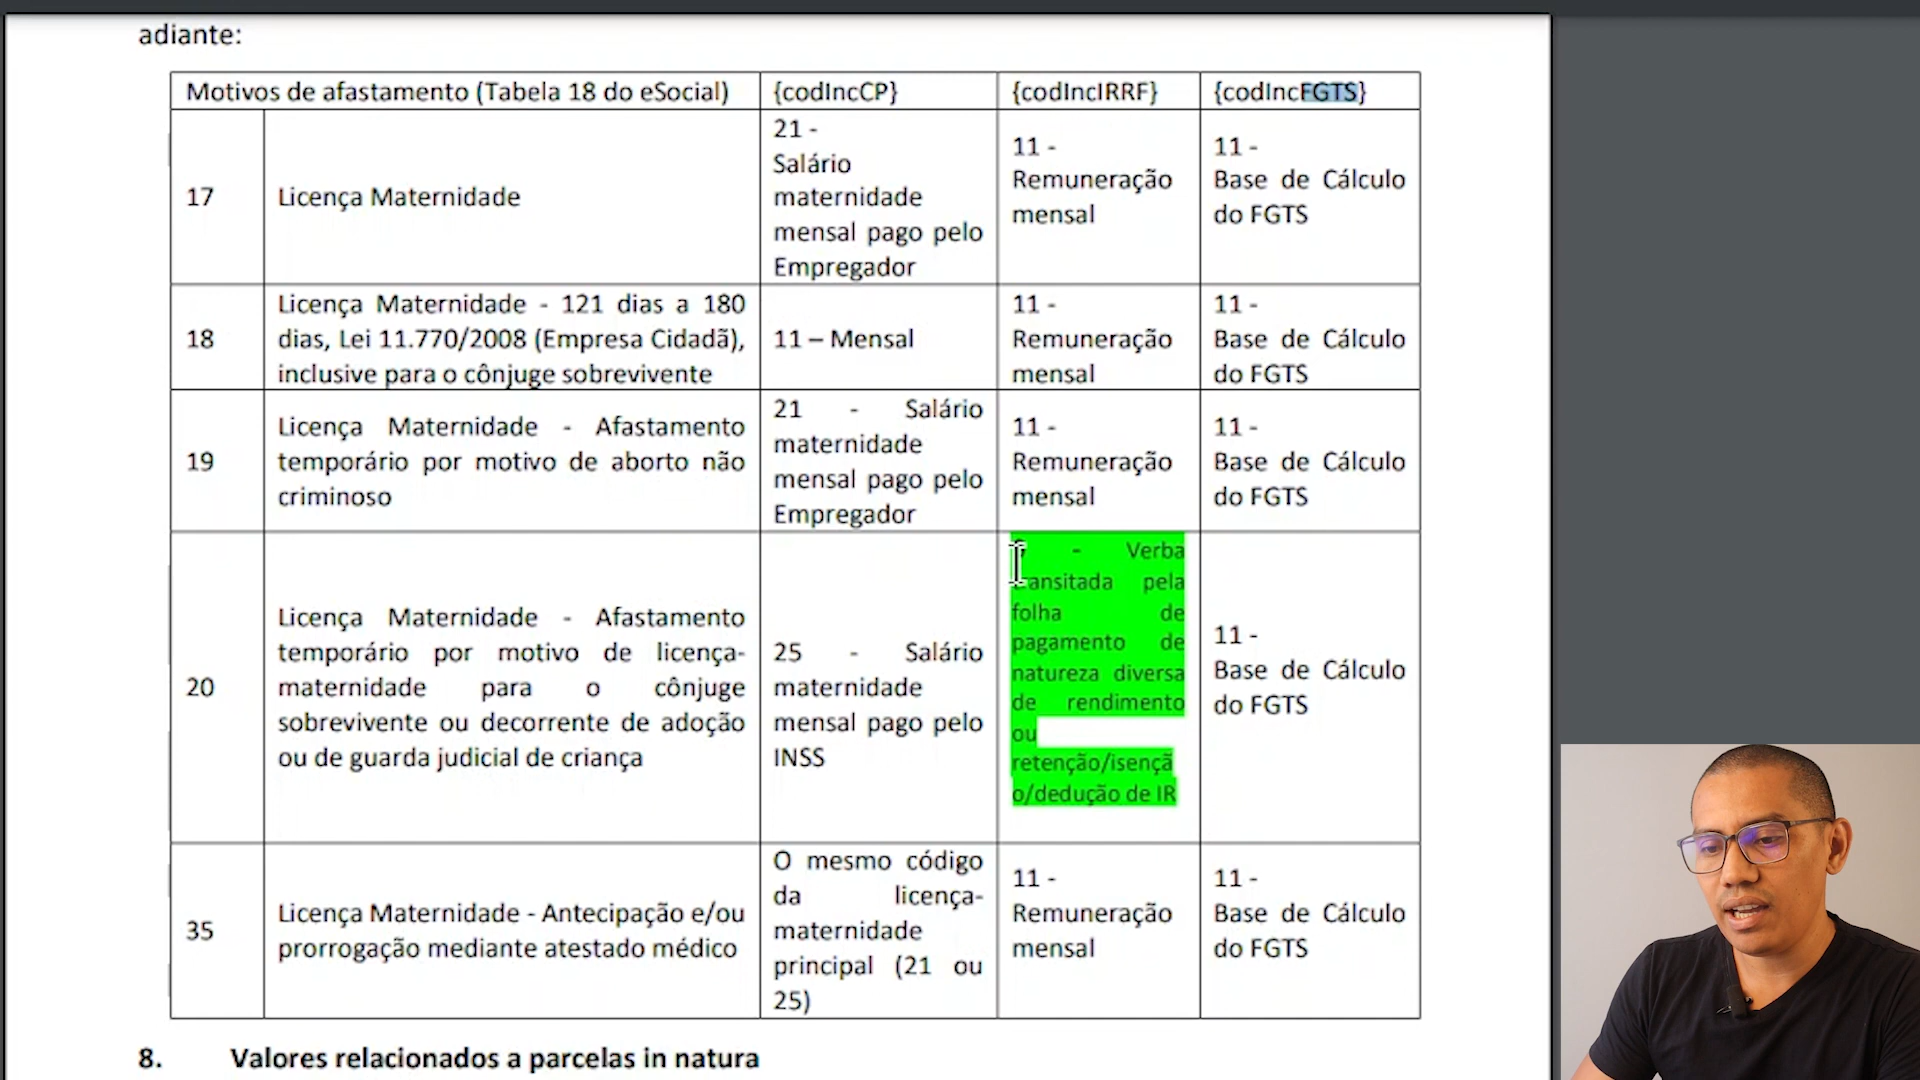 adiante:
Motivos de afastamento (Tabela 18 do eSocial) {codIncCP} {codIncIRRF} {codIncFGTS}
17
Licença Maternidade
21 -
Salário
maternidade
mensal pago pelo
Empregador
11 -
Remuneração
mensal
11 -
Base de Cálculo
do FGTS
18
Licença Maternidade - 121 dias a 180
dias, Lei 11.770/2008 (Empresa Cidadã),
inclusive para o cônjuge sobrevivente
11 – Mensal
11 -
Remuneração
mensal
11 -
Base de Cálculo
do FGTS
19
Licença Maternidade - Afastamento
temporário por motivo de aborto não
criminoso
21 - Salário
maternidade
mensal pago pelo
Empregador
11 -
Remuneração
mensal
11 -
Base de Cálculo
do FGTS
20
Licença Maternidade - Afastamento
temporário por motivo de licença-
maternidade para o cônjuge
sobrevivente ou decorrente de adoção
ou de guarda judicial de criança
25 - Salário
maternidade
mensal pago pelo
INSS
- Verba
transitada pela
folha de
pagamento de
natureza diversa
de rendimento
ou
retenção/isençã
o/dedução de IR
11 -
Base de Cálculo
do FGTS
35
Licença Maternidade - Antecipação e/ou
prorrogação mediante atestado médico
O mesmo código
da licença-
maternidade
principal (21 ou
25)
11 -
Remuneração
mensal
11 -
Base de Cálculo
do FGTS
8. Valores relacionados a parcelas in natura